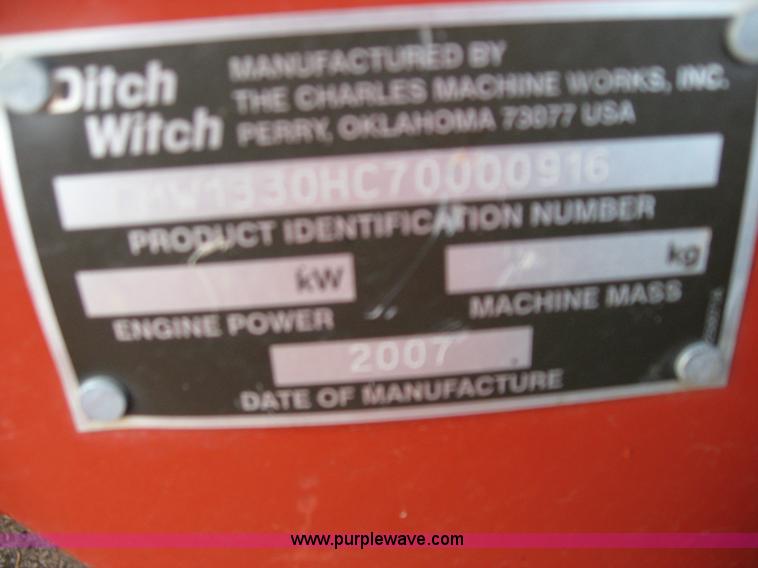 Ditch Witch
MANUFACTURED BY
THE CHARLES MACHINE WORKS, INC.
PERRY, OKLAHOMA 73077 USA
PRODUCT IDENTIFICATION NUMBER
kW
ENGINE POWER
kg
MACHINE MASS
2007
DATE OF MANUFACTURE
www.purplewave.com